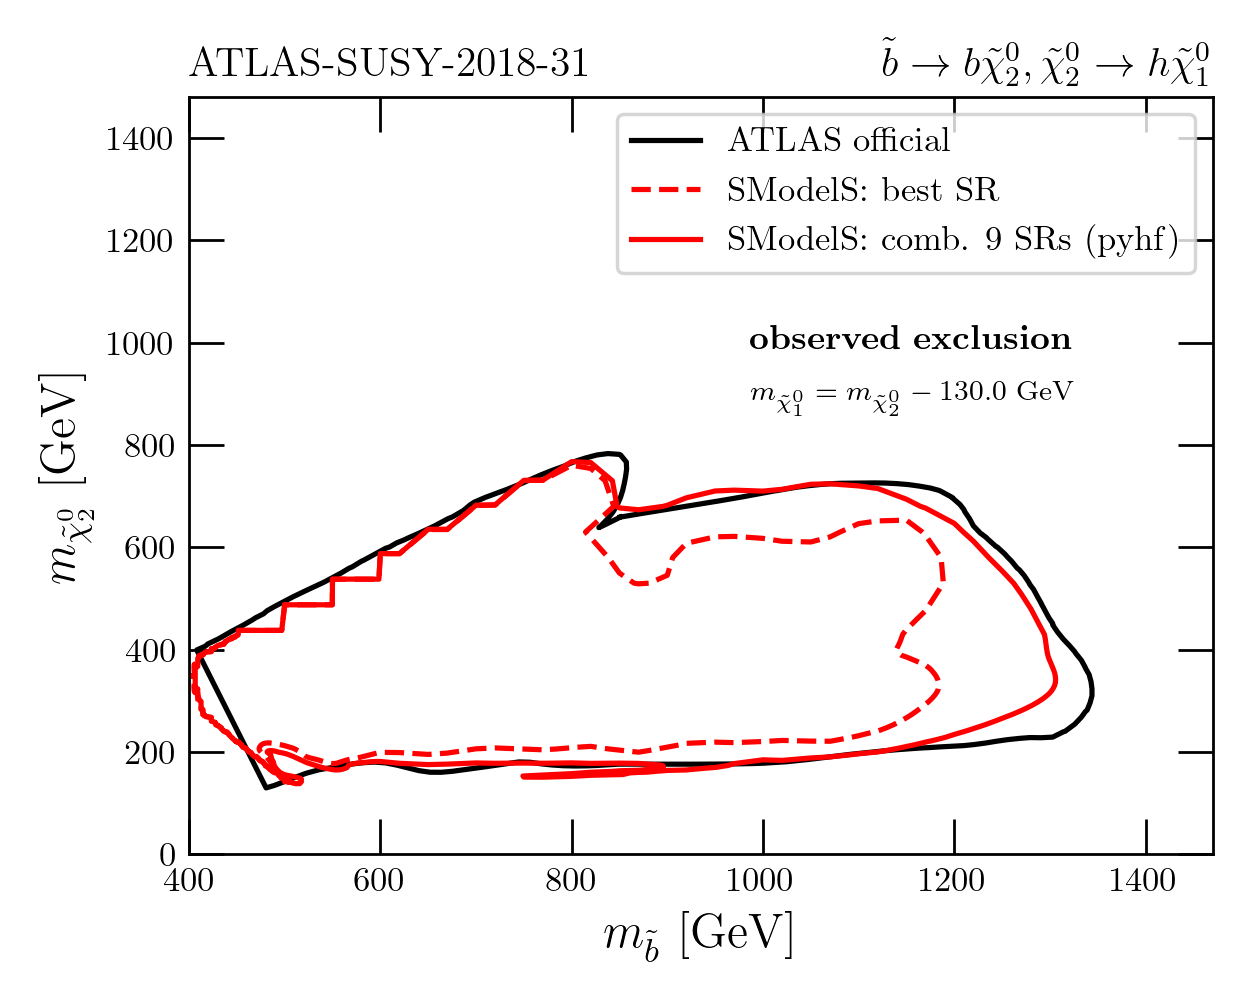 ATLAS-SUSY-2018-31
b̃ → bχ̃⁰₂, χ̃⁰₂ → hχ̃⁰₁
ATLAS official
SModelS: best SR
SModelS: comb. 9 SRs (pyhf)
observed exclusion
m_χ̃⁰₁ = m_χ̃⁰₂ − 130.0 GeV
m_χ̃⁰₂ [GeV]
1400
1200
1000
800
600
400
200
0
400 600 800 1000 1200 1400
m_b̃ [GeV]